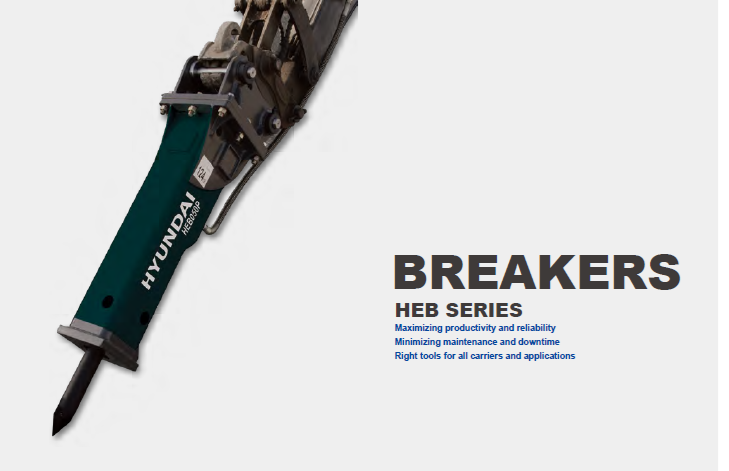 HYUNDAI
HEB050P
BREAKERS
HEB SERIES
Maximizing productivity and reliability
Minimizing maintenance and downtime
Right tools for all carriers and applications